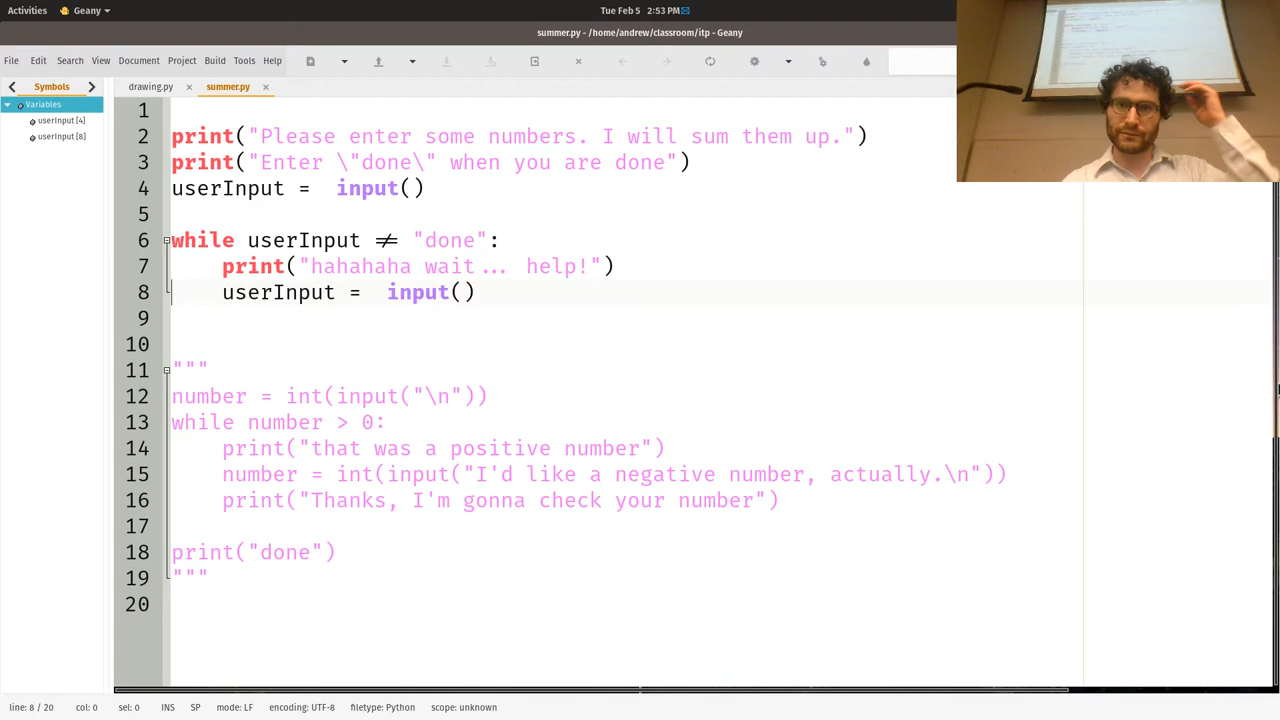 Activities Geany Tue Feb 5 2:53 PM
summer.py - /home/andrew/classroom/itp - Geany
File Edit Search View Document Project Build Tools Help
Symbols drawing.py × summer.py ×
Variables
userInput [4]
userInput [8]
1
2 print("Please enter some numbers. I will sum them up.")
3 print("Enter \"done\" when you are done")
4 userInput =  input()
5
6 while userInput ≠ "done":
7     print("hahahaha wait... help!")
8     userInput =  input()
9
10
11 """
12 number = int(input("\n"))
13 while number > 0:
14     print("that was a positive number")
15     number = int(input("I'd like a negative number, actually.\n"))
16     print("Thanks, I'm gonna check your number")
17
18 print("done")
19 """
20
line: 8 / 20 col: 0 sel: 0 INS SP mode: LF encoding: UTF-8 filetype: Python scope: unknown